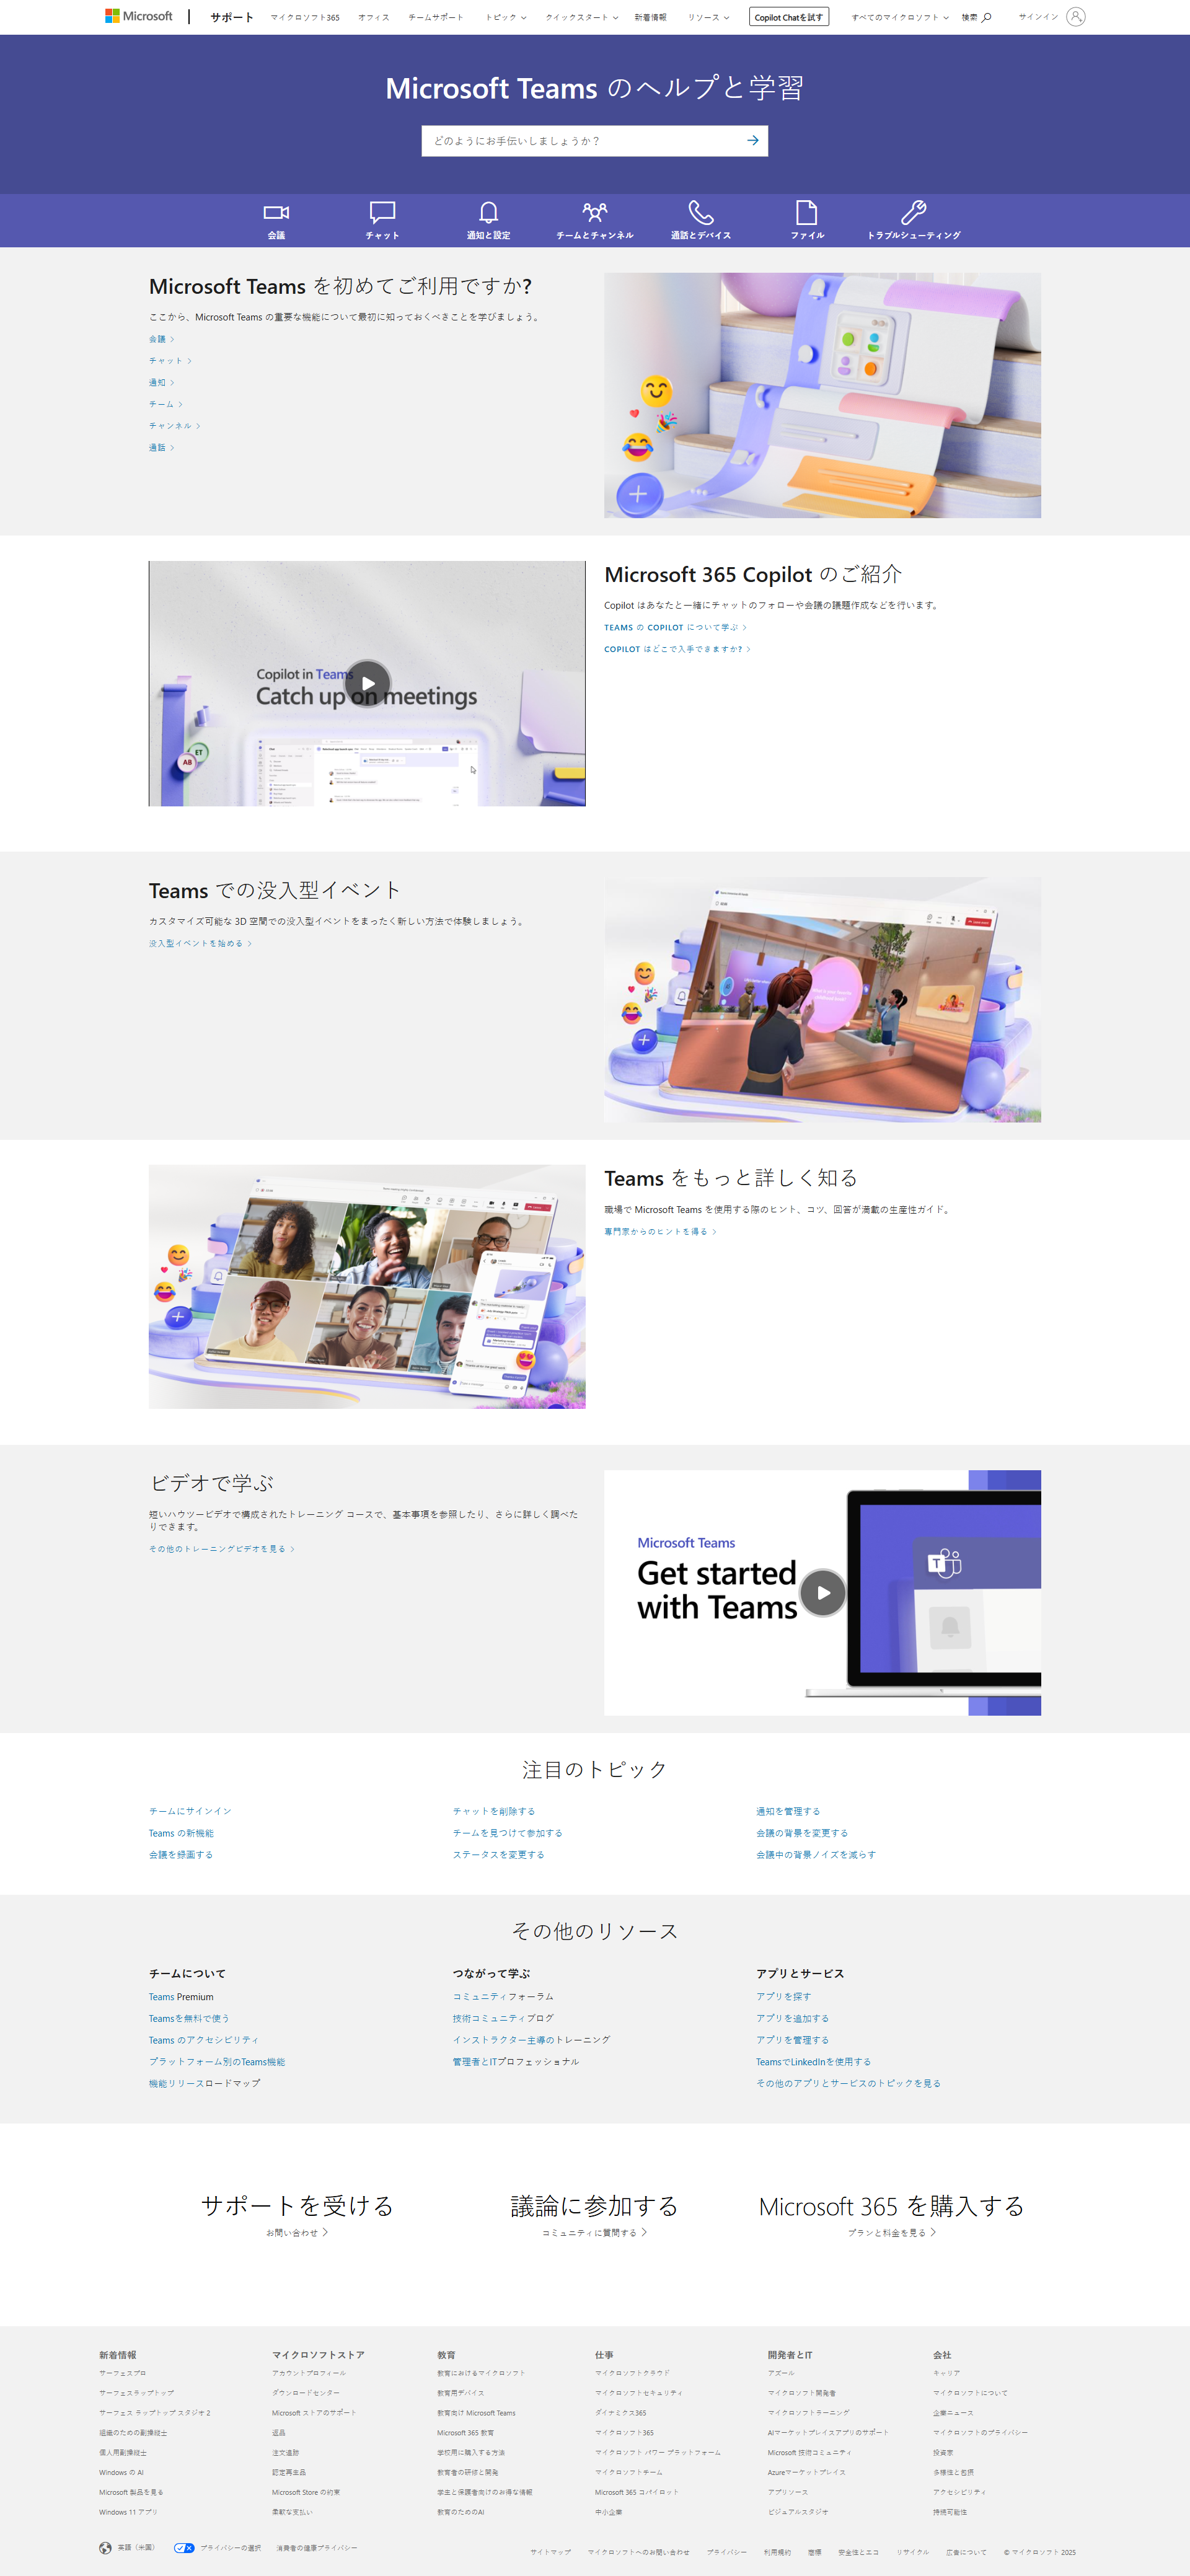 Microsoft
サポート
マイクロソフト365
オフィス
チームサポート
トピック
クイックスタート
新着情報
リソース
Copilot Chatを試す
すべてのマイクロソフト
検索
サインイン
Microsoft Teams のヘルプと学習
どのようにお手伝いしましょうか？
会議
チャット
通知と設定
チームとチャンネル
通話とデバイス
ファイル
トラブルシューティング
Microsoft Teams を初めてご利用ですか?
ここから、Microsoft Teams の重要な機能について最初に知っておくべきことを学びましょう。
会議
チャット
通知
チーム
チャンネル
通話
Copilot in Teams
Catch up on meetings
ET
AB
Microsoft 365 Copilot のご紹介
Copilot はあなたと一緒にチャットのフォローや会議の議題作成などを行います。
TEAMS の COPILOT について学ぶ
COPILOT はどこで入手できますか?
Teams での没入型イベント
カスタマイズ可能な 3D 空間での没入型イベントをまったく新しい方法で体験しましょう。
没入型イベントを始める
Teams をもっと詳しく知る
職場で Microsoft Teams を使用する際のヒント、コツ、回答が満載の生産性ガイド。
専門家からのヒントを得る
ビデオで学ぶ
短いハウツービデオで構成されたトレーニング コースで、基本事項を参照したり、さらに詳しく調べた
りできます。
その他のトレーニングビデオを見る
Microsoft Teams
Get started
with Teams
T
注目のトピック
チームにサインイン
チャットを削除する
通知を管理する
Teams の新機能
チームを見つけて参加する
会議の背景を変更する
会議を録画する
ステータスを変更する
会議中の背景ノイズを減らす
その他のリソース
チームについて
Teams Premium
Teamsを無料で使う
Teams のアクセシビリティ
プラットフォーム別のTeams機能
機能リリースロードマップ
つながって学ぶ
コミュニティフォーラム
技術コミュニティブログ
インストラクター主導のトレーニング
管理者とITプロフェッショナル
アプリとサービス
アプリを探す
アプリを追加する
アプリを管理する
TeamsでLinkedInを使用する
その他のアプリとサービスのトピックを見る
サポートを受ける
お問い合わせ
議論に参加する
コミュニティに質問する
Microsoft 365 を購入する
プランと料金を見る
新着情報
サーフェスプロ
サーフェスラップトップ
サーフェス ラップトップ スタジオ 2
組織のための副操縦士
個人用副操縦士
Windows の AI
Microsoft 製品を見る
Windows 11 アプリ
マイクロソフトストア
アカウントプロフィール
ダウンロードセンター
Microsoft ストアのサポート
返品
注文追跡
認定再生品
Microsoft Store の約束
柔軟な支払い
教育
教育におけるマイクロソフト
教育用デバイス
教育向け Microsoft Teams
Microsoft 365 教育
学校用に購入する方法
教育者の研修と開発
学生と保護者向けのお得な情報
教育のためのAI
仕事
マイクロソフトクラウド
マイクロソフトセキュリティ
ダイナミクス365
マイクロソフト365
マイクロソフト パワー プラットフォーム
マイクロソフトチーム
Microsoft 365 コパイロット
中小企業
開発者とIT
アズール
マイクロソフト開発者
マイクロソフトラーニング
AIマーケットプレイスアプリのサポート
Microsoft 技術コミュニティ
Azureマーケットプレイス
アプリソース
ビジュアルスタジオ
会社
キャリア
マイクロソフトについて
企業ニュース
マイクロソフトのプライバシー
投資家
多様性と包摂
アクセシビリティ
持続可能性
英語（米国）
プライバシーの選択
消費者の健康プライバシー
サイトマップ
マイクロソフトへのお問い合わせ
プライバシー
利用規約
商標
安全性とエコ
リサイクル
広告について
© マイクロソフト 2025